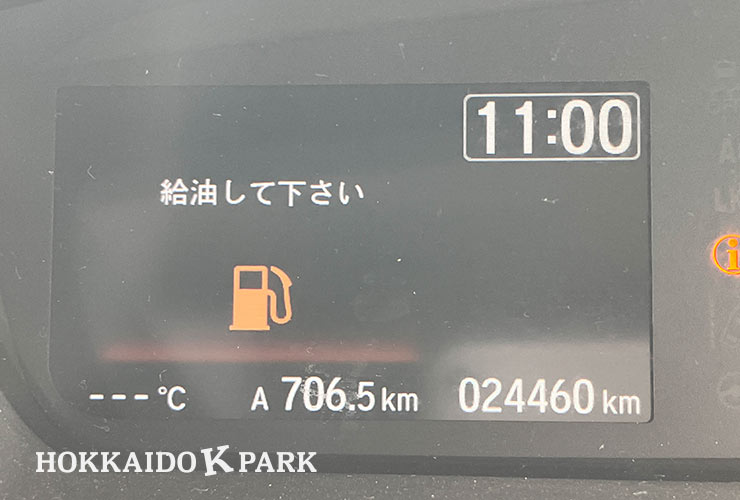 11:00
給油して下さい
---℃ A 706.5 km 024460 km
HOKKAIDO K PARK